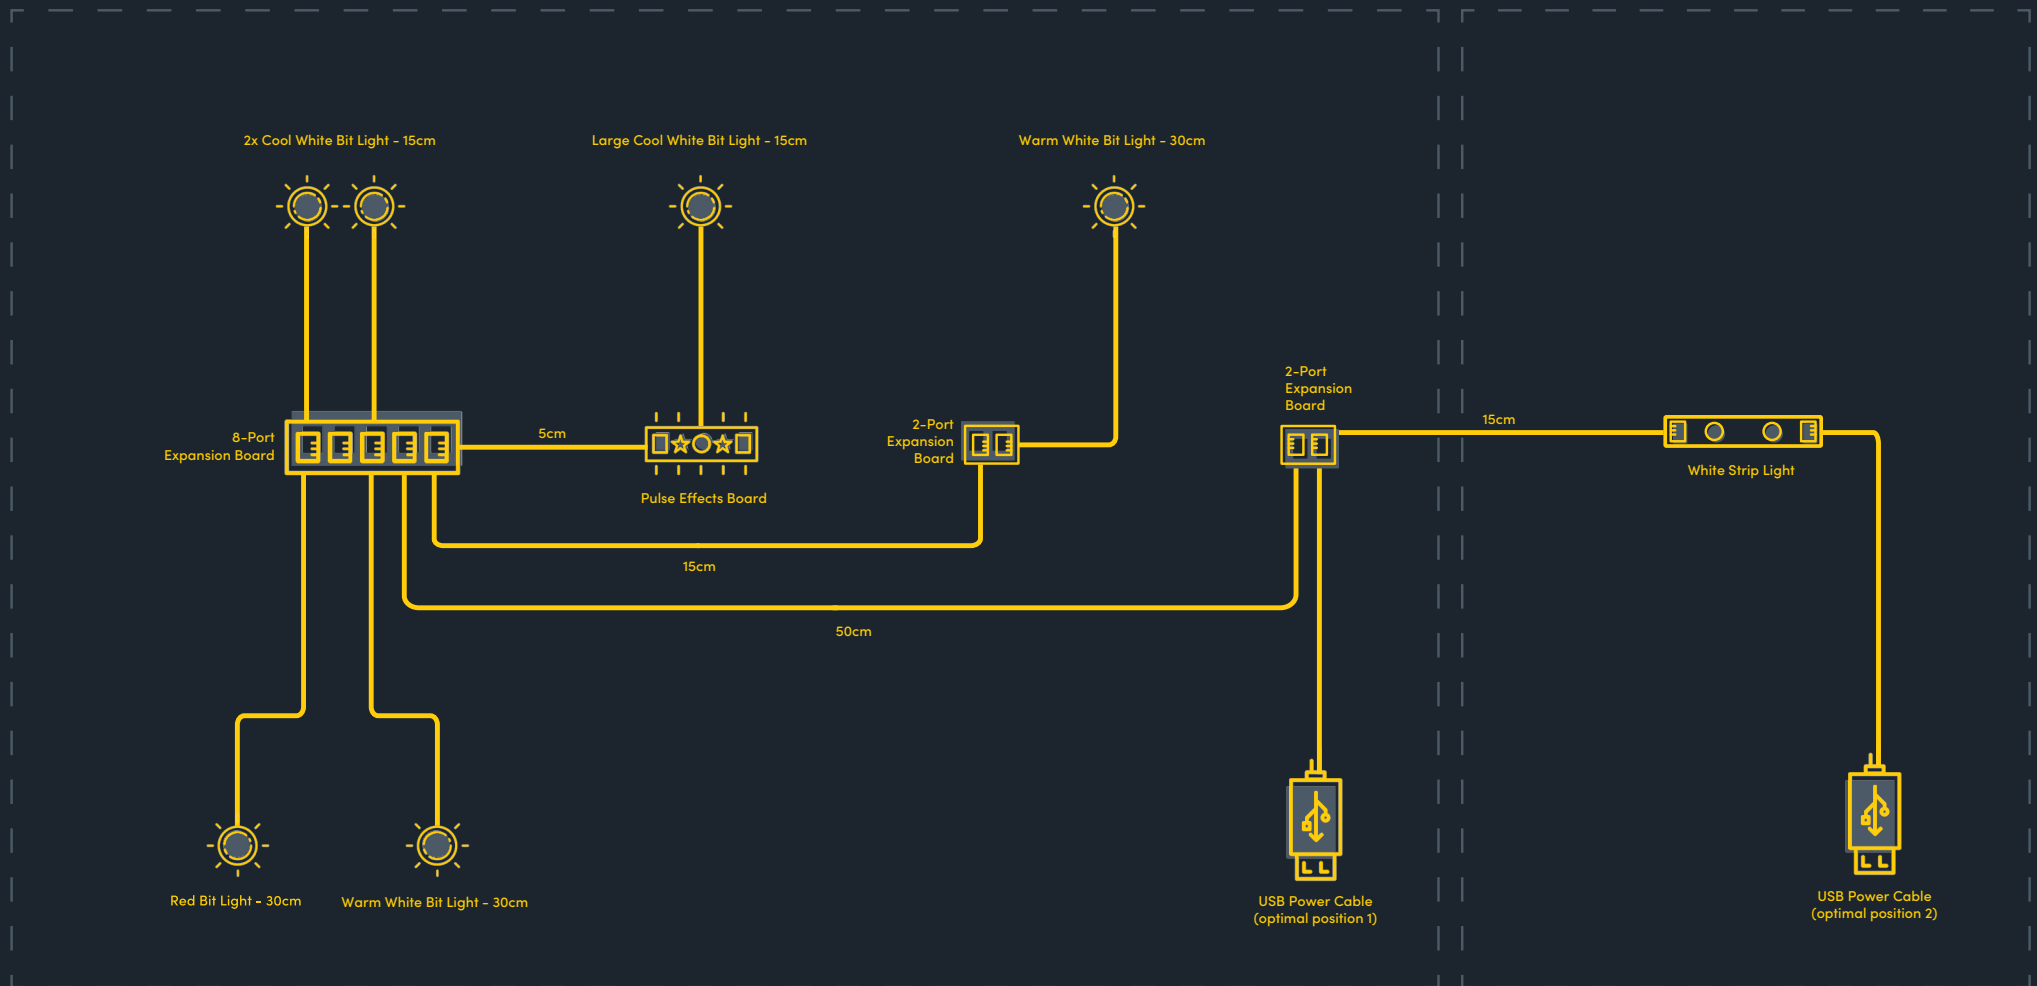 2x Cool White Bit Light - 15cm
Large Cool White Bit Light - 15cm
Warm White Bit Light - 30cm
8-Port
Expansion Board
5cm
Pulse Effects Board
2-Port
Expansion
Board
2-Port
Expansion
Board
15cm
White Strip Light
15cm
50cm
Red Bit Light - 30cm
Warm White Bit Light - 30cm
USB Power Cable
(optimal position 1)
USB Power Cable
(optimal position 2)